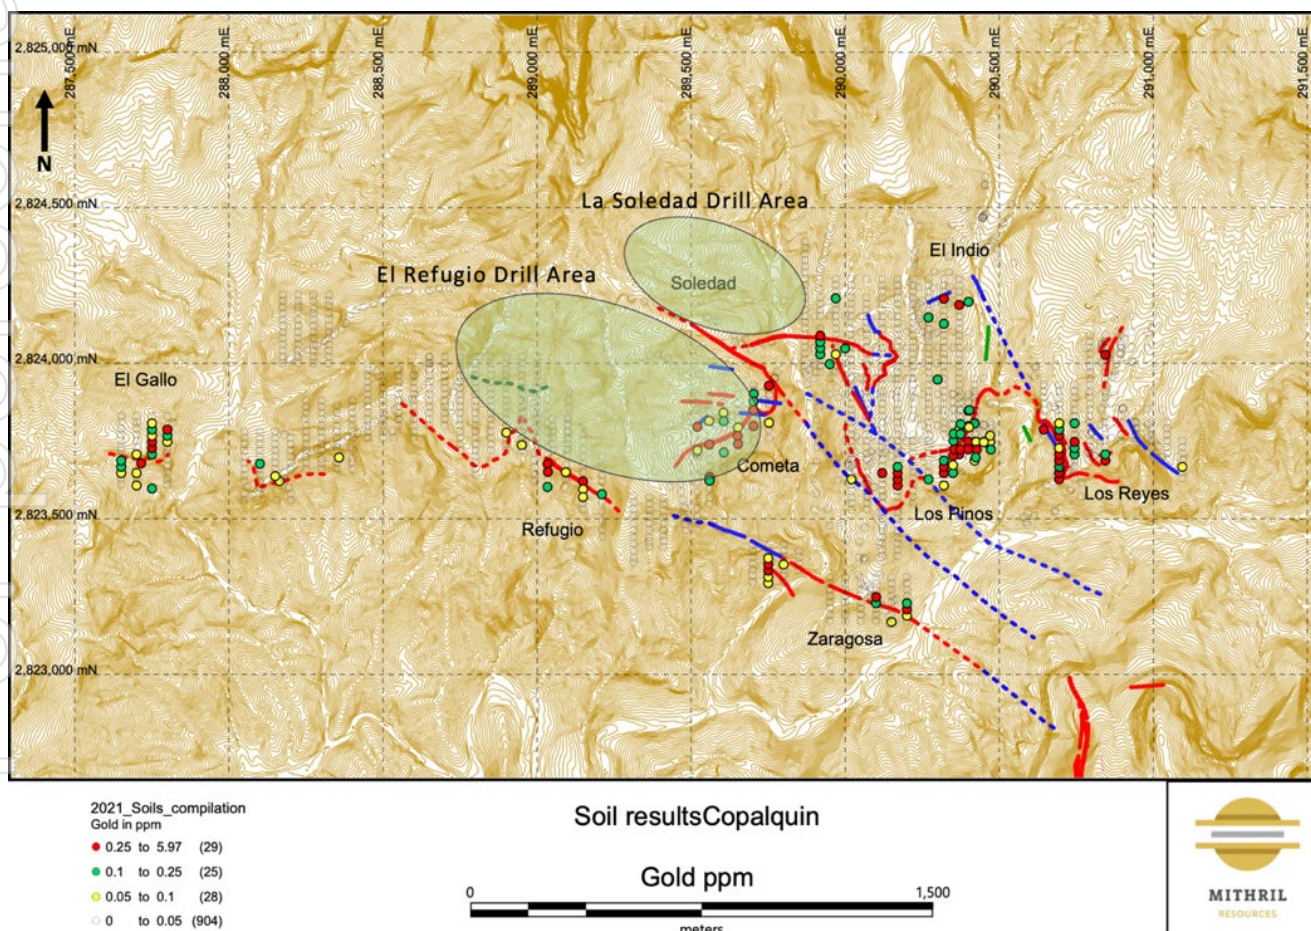 287,500 mE
288,000 mE
288,500 mE
289,000 mE
289,500 mE
290,000 mE
290,500 mE
291,000 mE
291,500 mE
2,825,000 mN
N
2,824,500 mN
La Soledad Drill Area
El Indio
El Refugio Drill Area
Soledad
2,824,000 mN
El Gallo
Cometa
Los Reyes
2,823,500 mN
Refugio
Los Pinos
Zaragosa
2,823,000 mN
2021_Soils_compilation
Gold in ppm
0.25 to 5.97 (29)
0.1 to 0.25 (25)
0.05 to 0.1 (28)
0 to 0.05 (904)
Soil resultsCopalquin
Gold ppm
0 1,500
meters
MITHRIL
RESOURCES